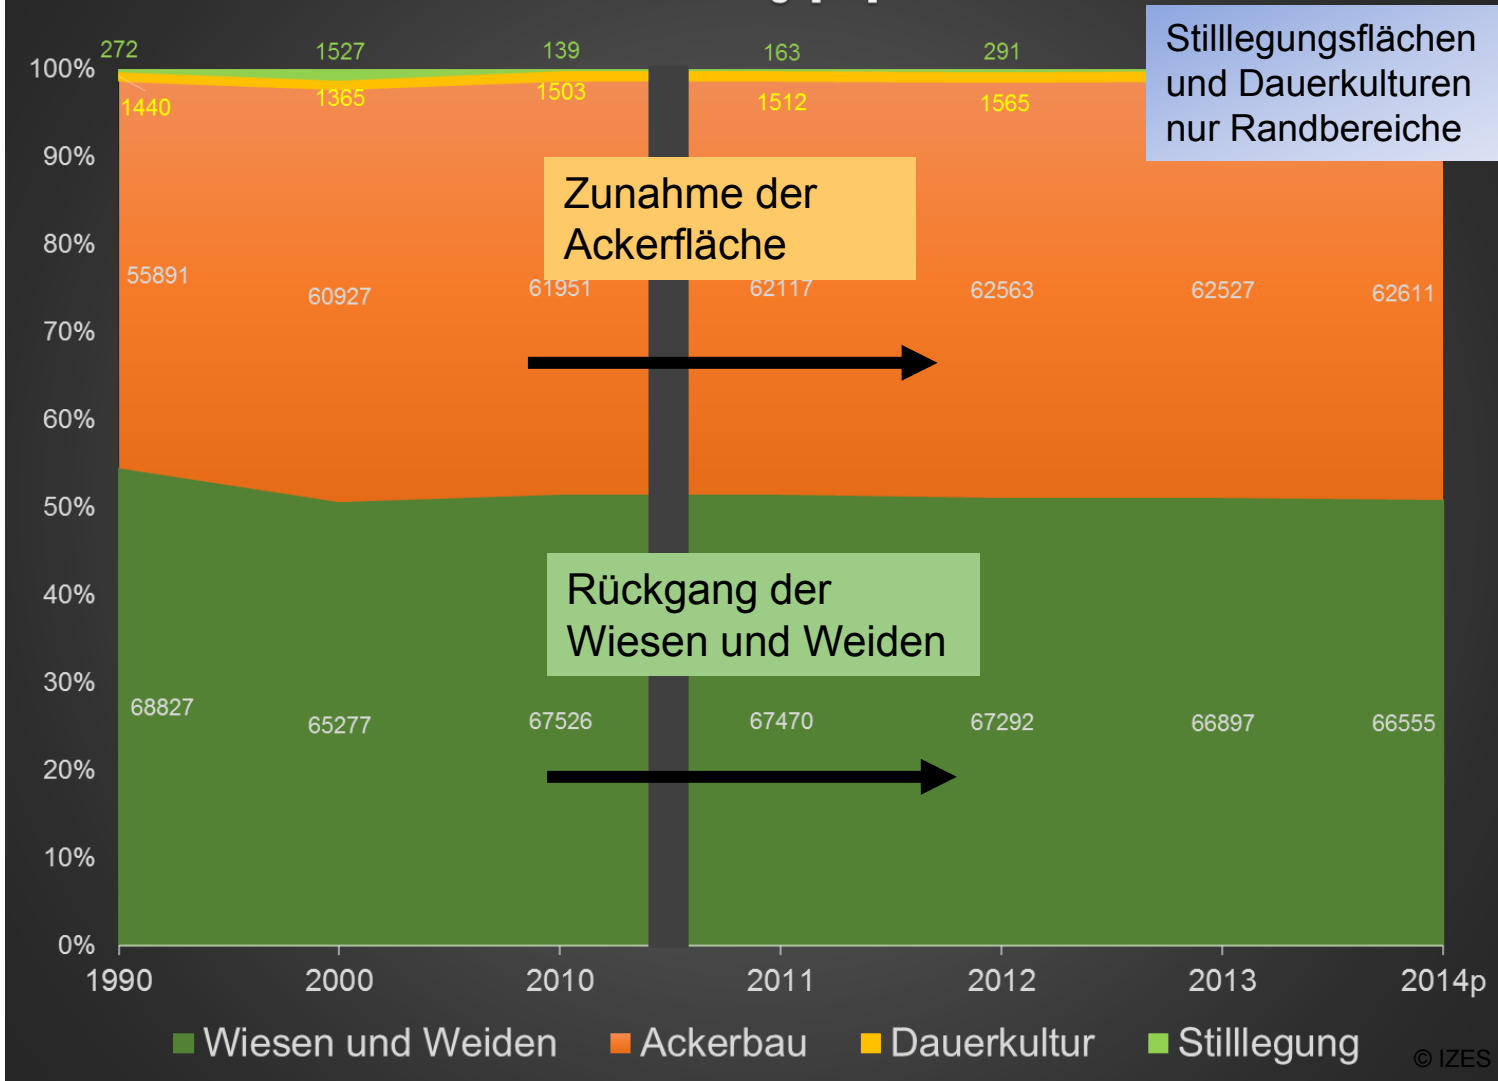 272 1527 139 163 291
Stilllegungsflächen
und Dauerkulturen
nur Randbereiche
100%
1440 1365 1503 1512 1565
90%
Zunahme der
Ackerfläche
80%
55891 60927 61951 62117 62563 62527 62611
70%
60%
50%
40%
Rückgang der
Wiesen und Weiden
30%
68827 65277 67526 67470 67292 66897 66555
20%
10%
0%
1990 2000 2010 2011 2012 2013 2014p
Wiesen und Weiden Ackerbau Dauerkultur Stilllegung
© IZES